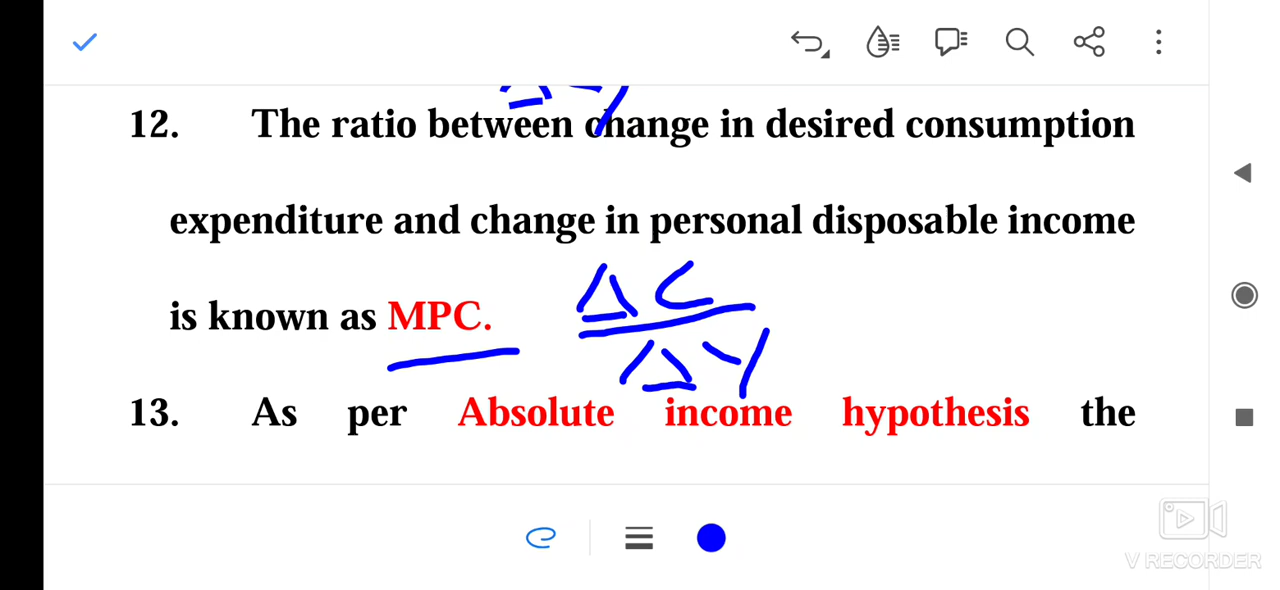 12. The ratio between change in desired consumption
expenditure and change in personal disposable income
is known as MPC. ΔC
ΔY
13. As per Absolute income hypothesis the
V RECORDER